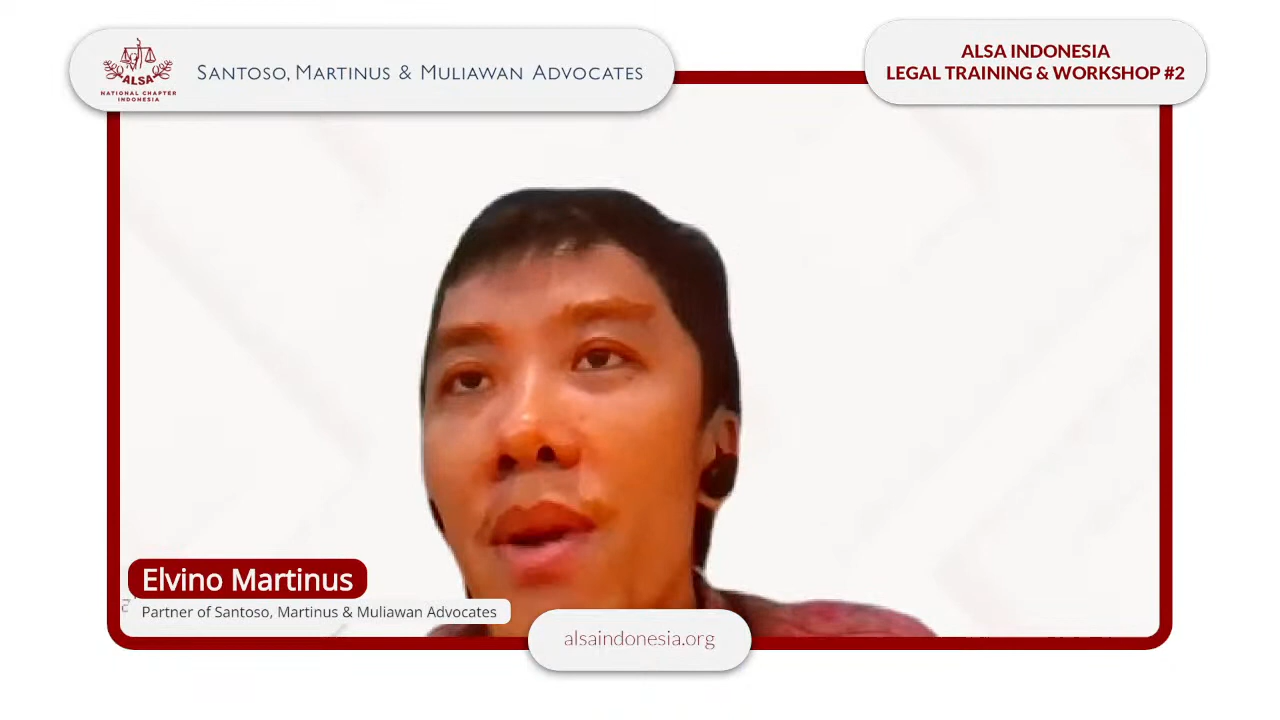 ALSA
NATIONAL CHAPTER
INDONESIA
SANTOSO, MARTINUS & MULIAWAN ADVOCATES
ALSA INDONESIA
LEGAL TRAINING & WORKSHOP #2
Elvino Martinus
Partner of Santoso, Martinus & Muliawan Advocates
alsaindonesia.org